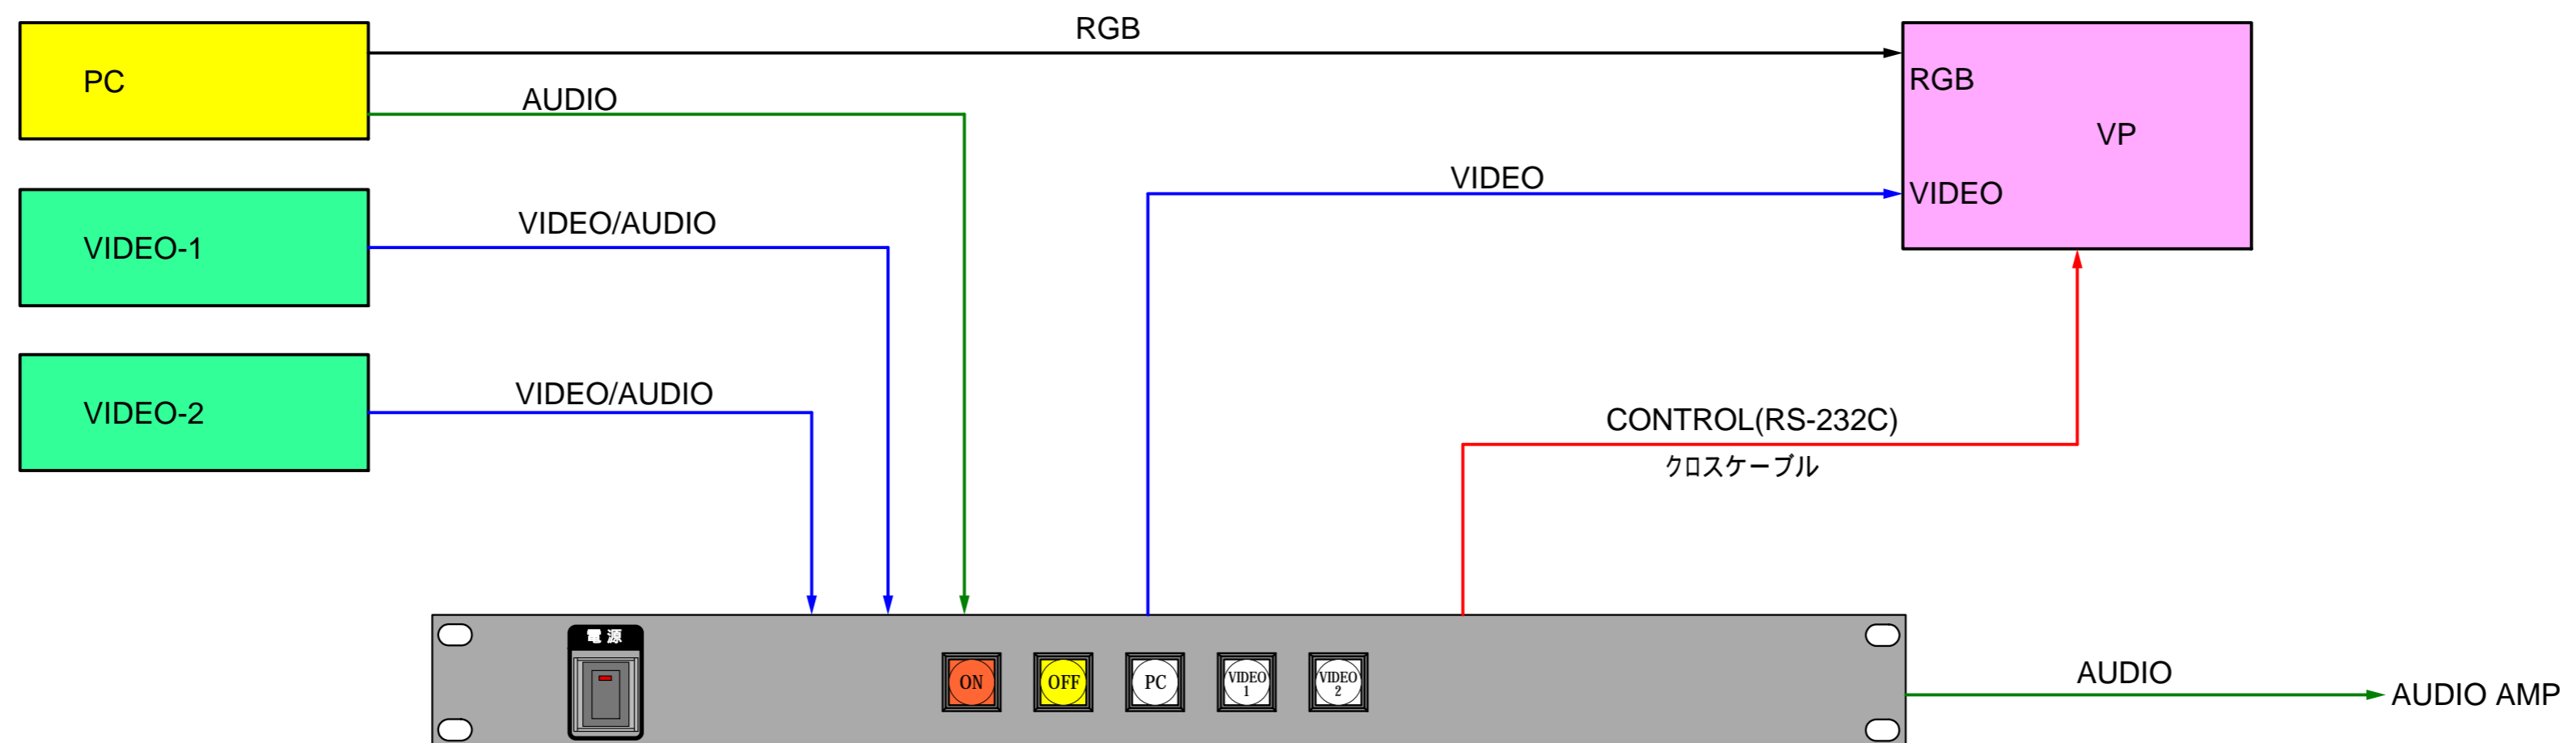 RGB
PC
AUDIO
RGB
VP
VIDEO
VIDEO
VIDEO/AUDIO
VIDEO-1
VIDEO/AUDIO
VIDEO-2
CONTROL(RS-232C)
クロスケーブル
電源
ON
OFF
PC
VIDEO
1
VIDEO
2
AUDIO
AUDIO AMP